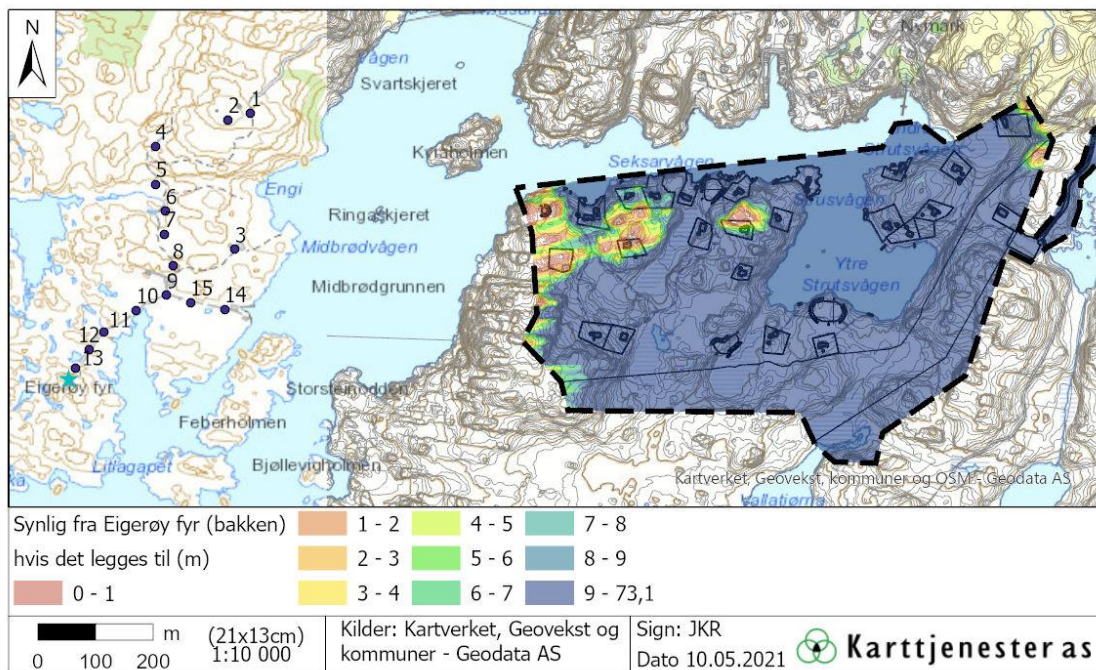 N
Svartskjeret
Nymark
2 1
4
Kyraholmen
Seksarvågen
Strutsvågen
5
Engi
6
Ringaskjeret
Strusvågen
7
Midbrødvågen
3
8
Ytre
Strutsvågen
9
Midbrødgrunnen
10
15
14
11
12
13
Eigerøy fyr
Storsteinodden
Feberholmen
Litlagapet
Bjøllevigholmen
Kartverket, Geovekst, kommuner og OSM - Geodata AS
Synlig fra Eigerøy fyr (bakken)
hvis det legges til (m)
0 - 1
1 - 2
2 - 3
3 - 4
4 - 5
5 - 6
6 - 7
7 - 8
8 - 9
9 - 73,1
m
0 100 200
(21x13cm)
1:10 000
Kilder: Kartverket, Geovekst og
kommuner - Geodata AS
Sign: JKR
Dato 10.05.2021
Karttjenester as